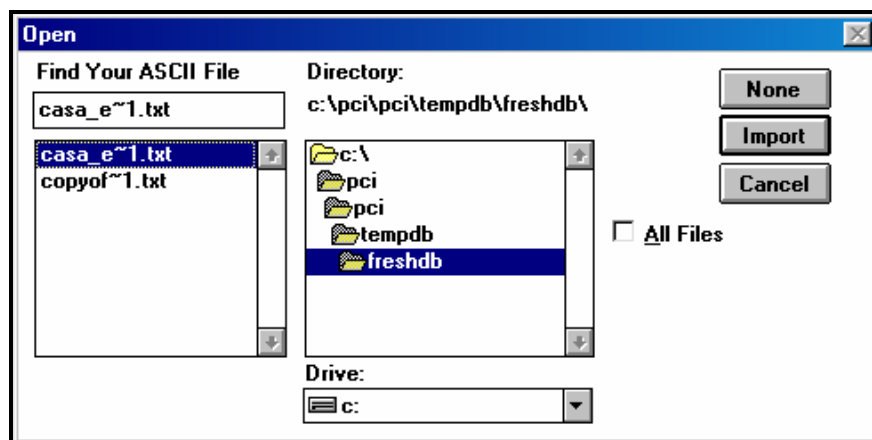 Open
Find Your ASCII File
casa_e~1.txt
casa_e~1.txt
copyof~1.txt
Directory:
c:\pci\pci\tempdb\freshdb\
c:\
pci
pci
tempdb
freshdb
Drive:
c:
None
Import
Cancel
All Files